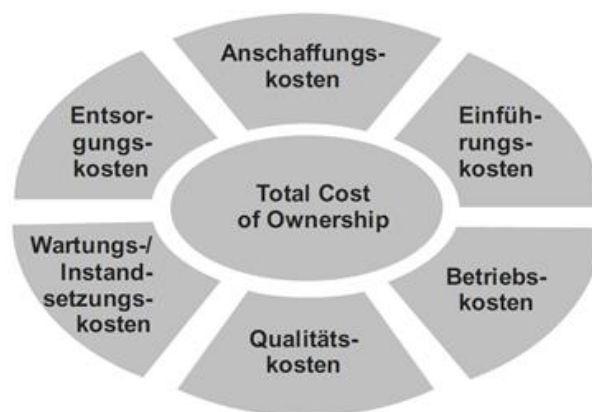 Anschaffungs-
kosten
Einfüh-
rungs-
kosten
Betriebs-
kosten
Qualitäts-
kosten
Wartungs-/
Instand-
setzungs-
kosten
Entsor-
gungs-
kosten
Total Cost
of Ownership